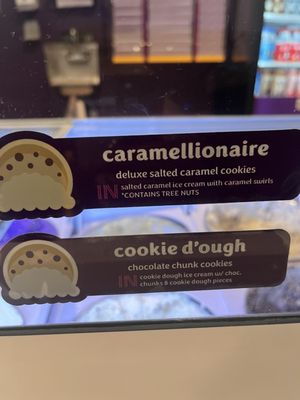 caramellionaire
deluxe salted caramel cookies
IN salted caramel ice cream with caramel swirls
*CONTAINS TREE NUTS
cookie d'ough
chocolate chunk cookies
IN cookie dough ice cream w/ choc.
chunks & cookie dough pieces